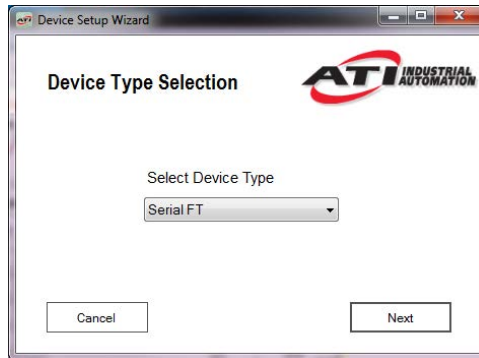 Device Setup Wizard
Device Type Selection
ATI INDUSTRIAL
AUTOMATION
Select Device Type
Serial FT
Cancel
Next